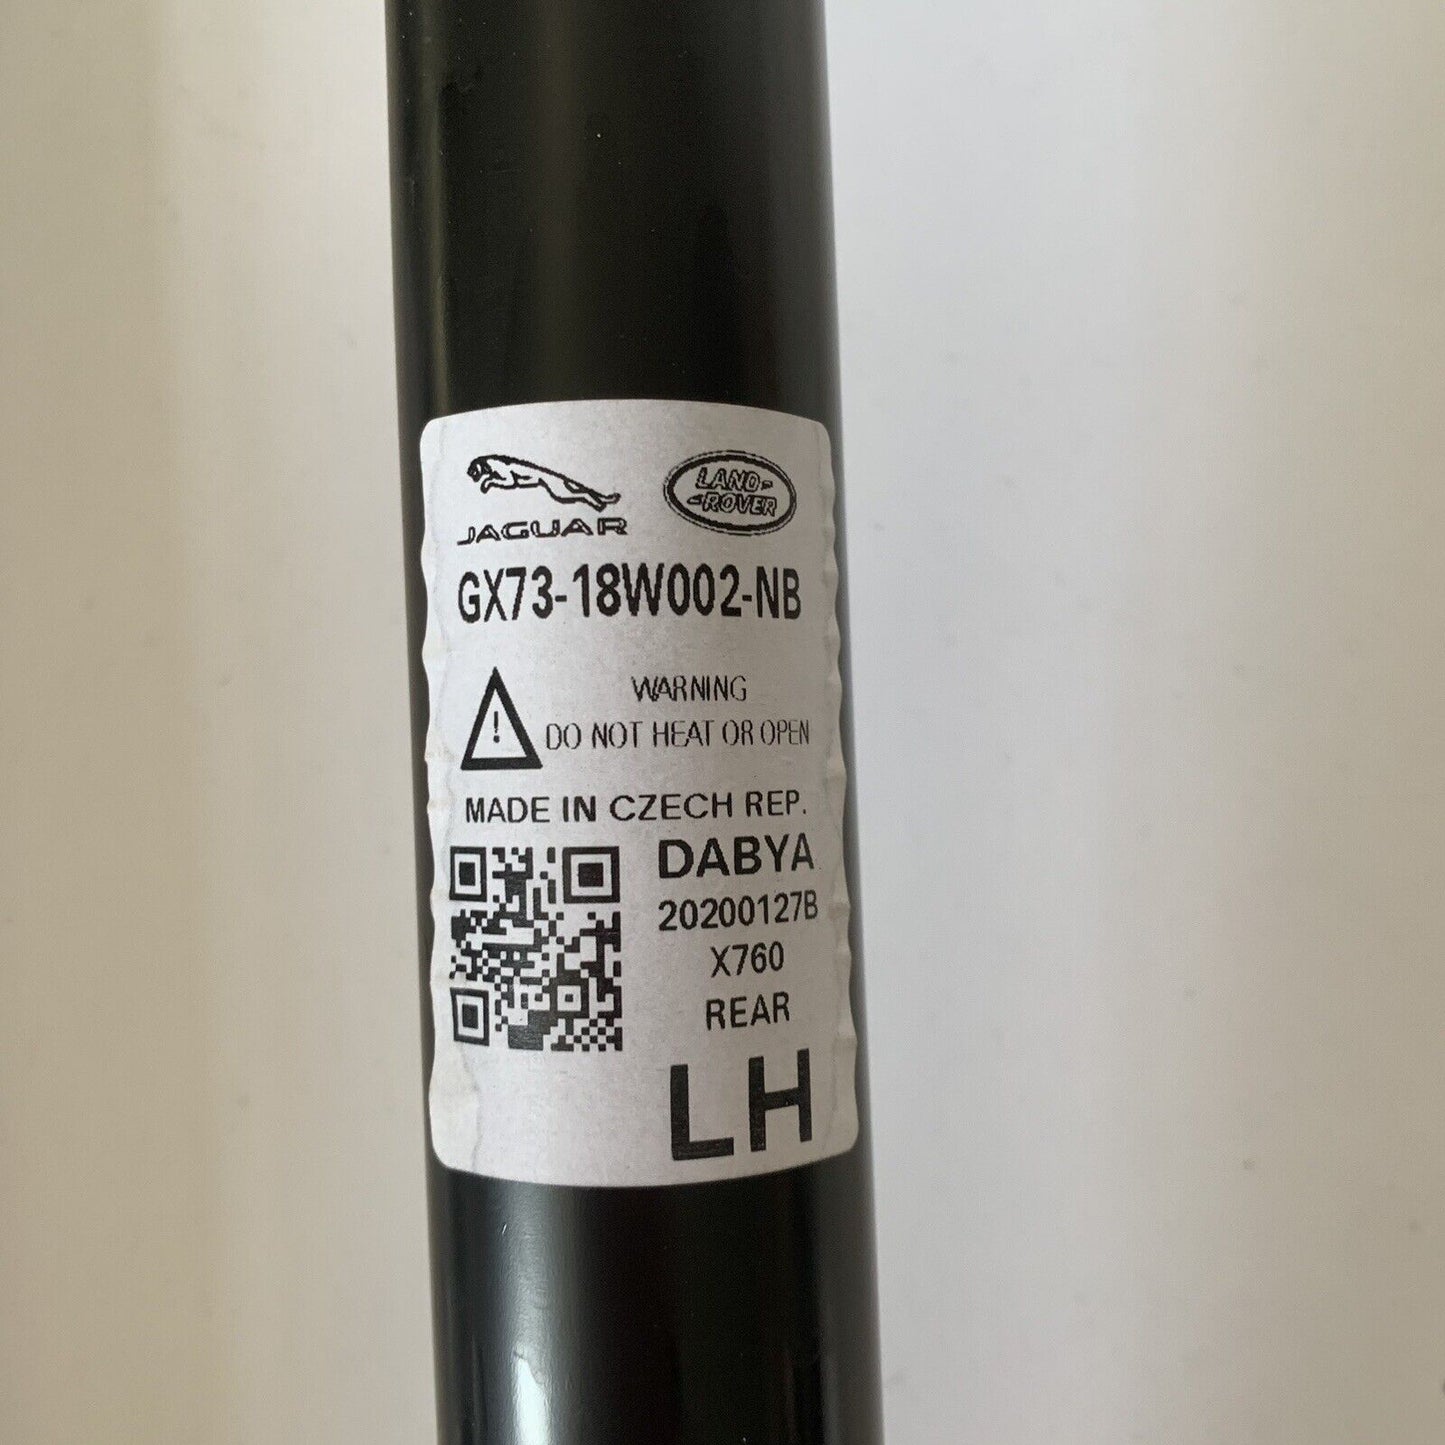 JAGUAR
LAND-
-ROVER
GX73-18W002-NB
!
WARNING
DO NOT HEAT OR OPEN
MADE IN CZECH REP.
DABYA
20200127B
X760
REAR
LH